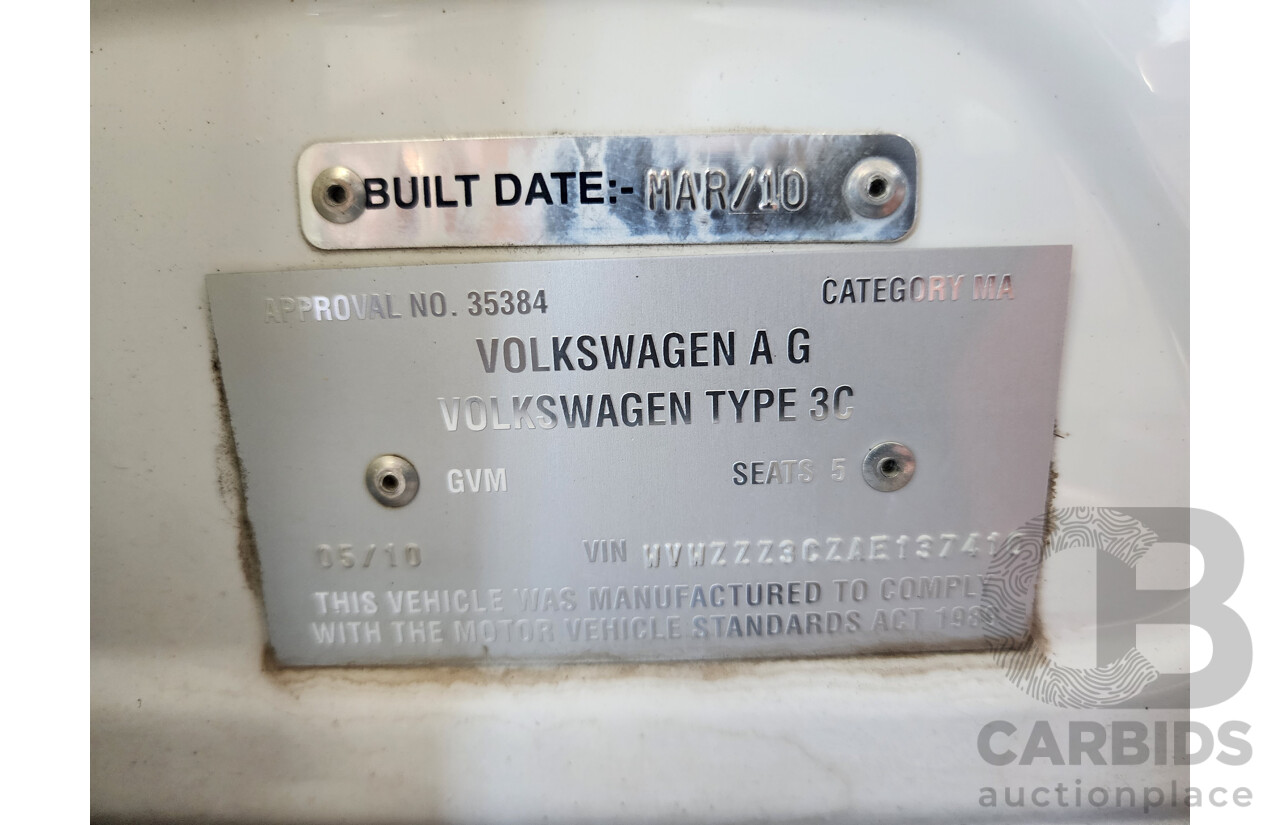 BUILT DATE:- MAR/10
APPROVAL NO. 35384 CATEGORY MA
VOLKSWAGEN A G
VOLKSWAGEN TYPE 3C
GVM SEATS 5
05/10 VIN
THIS VEHICLE WAS MANUFACTURED TO COMPLY
WITH THE MOTOR VEHICLE STANDARDS ACT
CB
CARBIDS
auctionplace